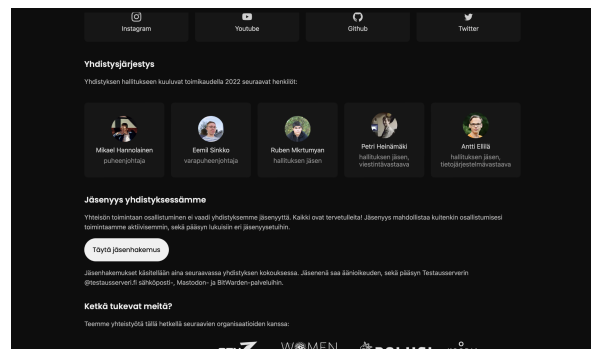 Instagram
Youtube
Github
Twitter
Yhdistysjärjestys
Yhdistyksen hallitukseen kuuluvat toimikaudella 2022 seuraavat henkilöt:
Mikael Hannolainen
puheenjohtaja
Eemil Sinkko
varapuheenjohtaja
Ruben Mkrtumyan
hallituksen jäsen
Petri Heinämäki
hallituksen jäsen,
viestintävastaava
Antti Ellilä
hallituksen jäsen,
tietojärjestelmävastaava
Jäsenyys yhdistyksessämme
Yhteisön toimintaan osallistuminen ei vaadi yhdistyksemme jäsenyyttä. Kaikki ovat tervetulleita! Jäsenyys mahdollistaa kuitenkin osallistumisesi
toimintaamme aktiivisemmin, sekä pääsyn lukuisiin eri jäsenyysetuihin.
Täytä jäsenhakemus
Jäsenhakemukset käsitellään aina seuraavassa yhdistyksen kokouksessa. Jäsenenä saa äänioikeuden, sekä pääsyn Testausserverin
@testausserveri.fi sähköposti-, Mastodon- ja BitWarden-palveluihin.
Ketkä tukevat meitä?
Teemme yhteistyötä tällä hetkellä seuraavien organisaatioiden kanssa:
WOMEN